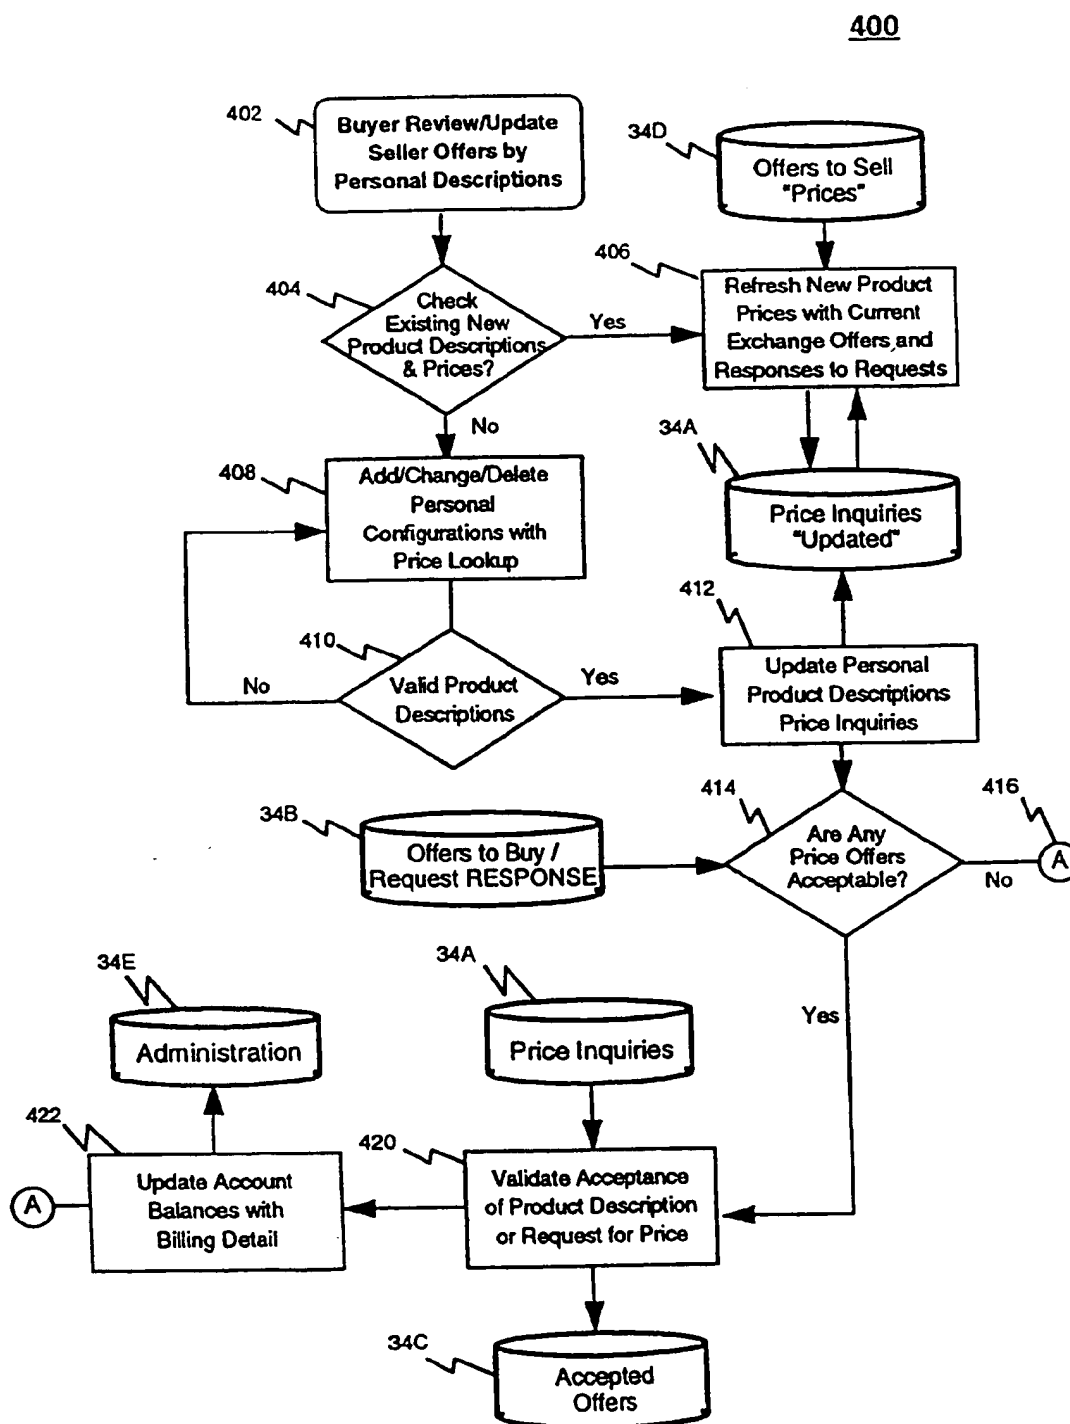 400
402
Buyer Review/Update
Seller Offers by
Personal Descriptions
34D
Offers to Sell
"Prices"
404
Check
Existing New
Product Descriptions
& Prices?
Yes
No
406
Refresh New Product
Prices with Current
Exchange Offers and
Responses to Requests
34A
Price Inquiries
"Updated"
408
Add/Change/Delete
Personal
Configurations with
Price Lookup
410
Valid Product
Descriptions
No
Yes
412
Update Personal
Product Descriptions
Price Inquiries
34B
Offers to Buy /
Request RESPONSE
414
Are Any
Price Offers
Acceptable?
No
416
A
Yes
34E
Administration
34A
Price Inquiries
422
Update Account
Balances with
Billing Detail
A
420
Validate Acceptance
of Product Description
or Request for Price
34C
Accepted
Offers